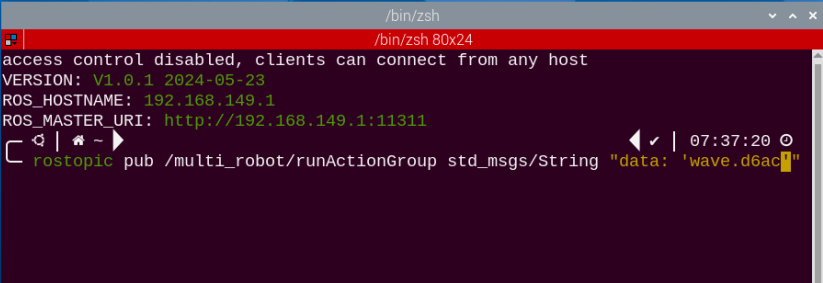 /bin/zsh
/bin/zsh 80x24
access control disabled, clients can connect from any host
VERSION: V1.0.1 2024-05-23
ROS_HOSTNAME: 192.168.149.1
ROS_MASTER_URI: http://192.168.149.1:11311
~ ✔ 07:37:20
rostopic pub /multi_robot/runActionGroup std_msgs/String "data: 'wave.d6ac'"